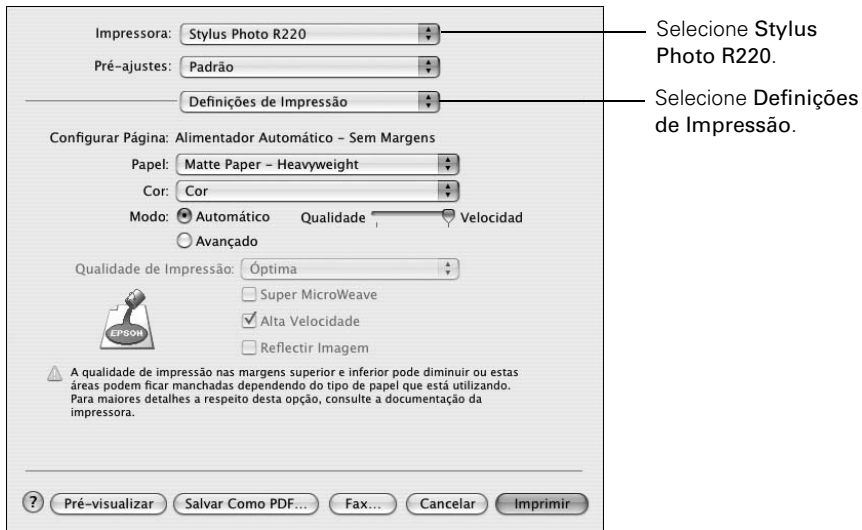 Impressora: Stylus Photo R220
Pré-ajustes: Padrão
Definições de Impressão
Configurar Página: Alimentador Automático – Sem Margens
Papel: Matte Paper – Heavyweight
Cor: Cor
Modo: Automático Qualidade Velocidad
Avançado
Qualidade de Impressão: Óptima
Super MicroWeave
Alta Velocidade
Reflectir Imagem
EPSON
A qualidade de impressão nas margens superior e inferior pode diminuir ou estas
áreas podem ficar manchadas dependendo do tipo de papel que está utilizando.
Para maiores detalhes a respeito desta opção, consulte a documentação da
impressora.
? Pré-visualizar Salvar Como PDF... Fax... Cancelar Imprimir
Selecione Stylus
Photo R220.
Selecione Definições
de Impressão.